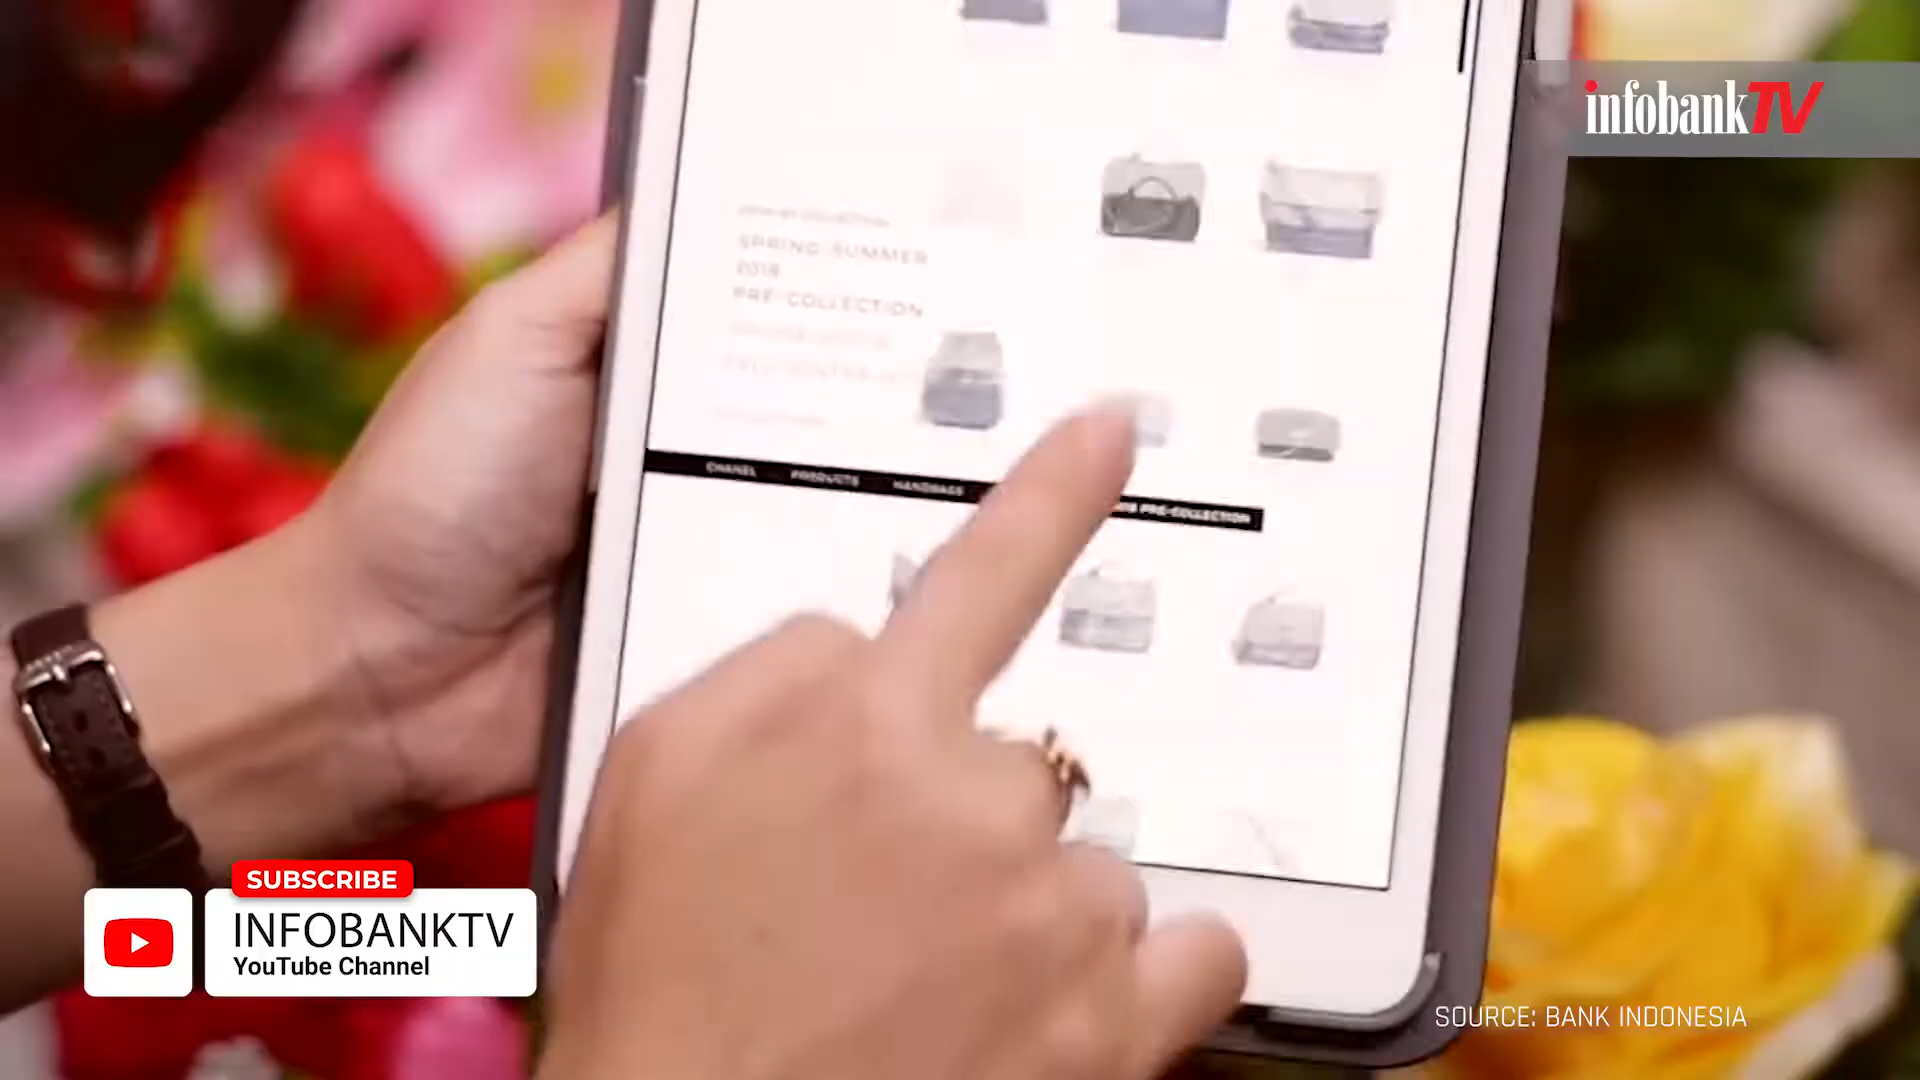 infobankTV
SPRING-SUMMER
2018
PRE-COLLECTION
CHANEL PRODUCTS HANDBAGS
PRE-COLLECTION
SUBSCRIBE
INFOBANKTV
YouTube Channel
SOURCE: BANK INDONESIA